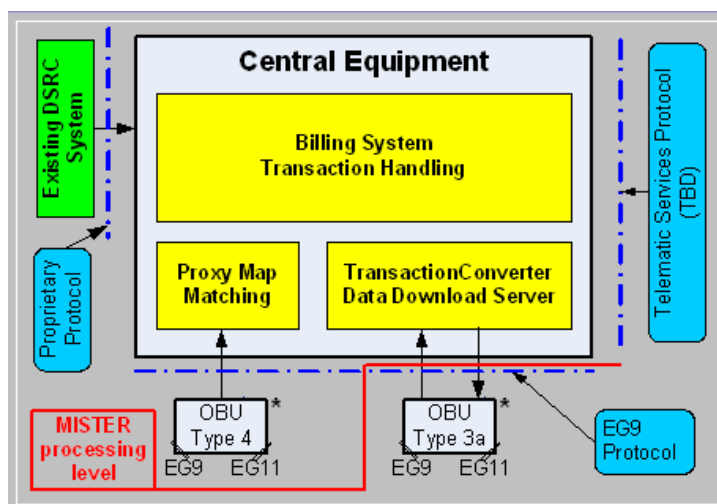 Central Equipment
Existing DSRC
System
Billing System
Transaction Handling
Telematic Services Protocol
(TBD)
Proprietary
Protocol
Proxy Map
Matching
TransactionConverter
Data Download Server
MISTER
processing
level
OBU *
Type 4
EG9 EG11
OBU *
Type 3a
EG9 EG11
EG9
Protocol